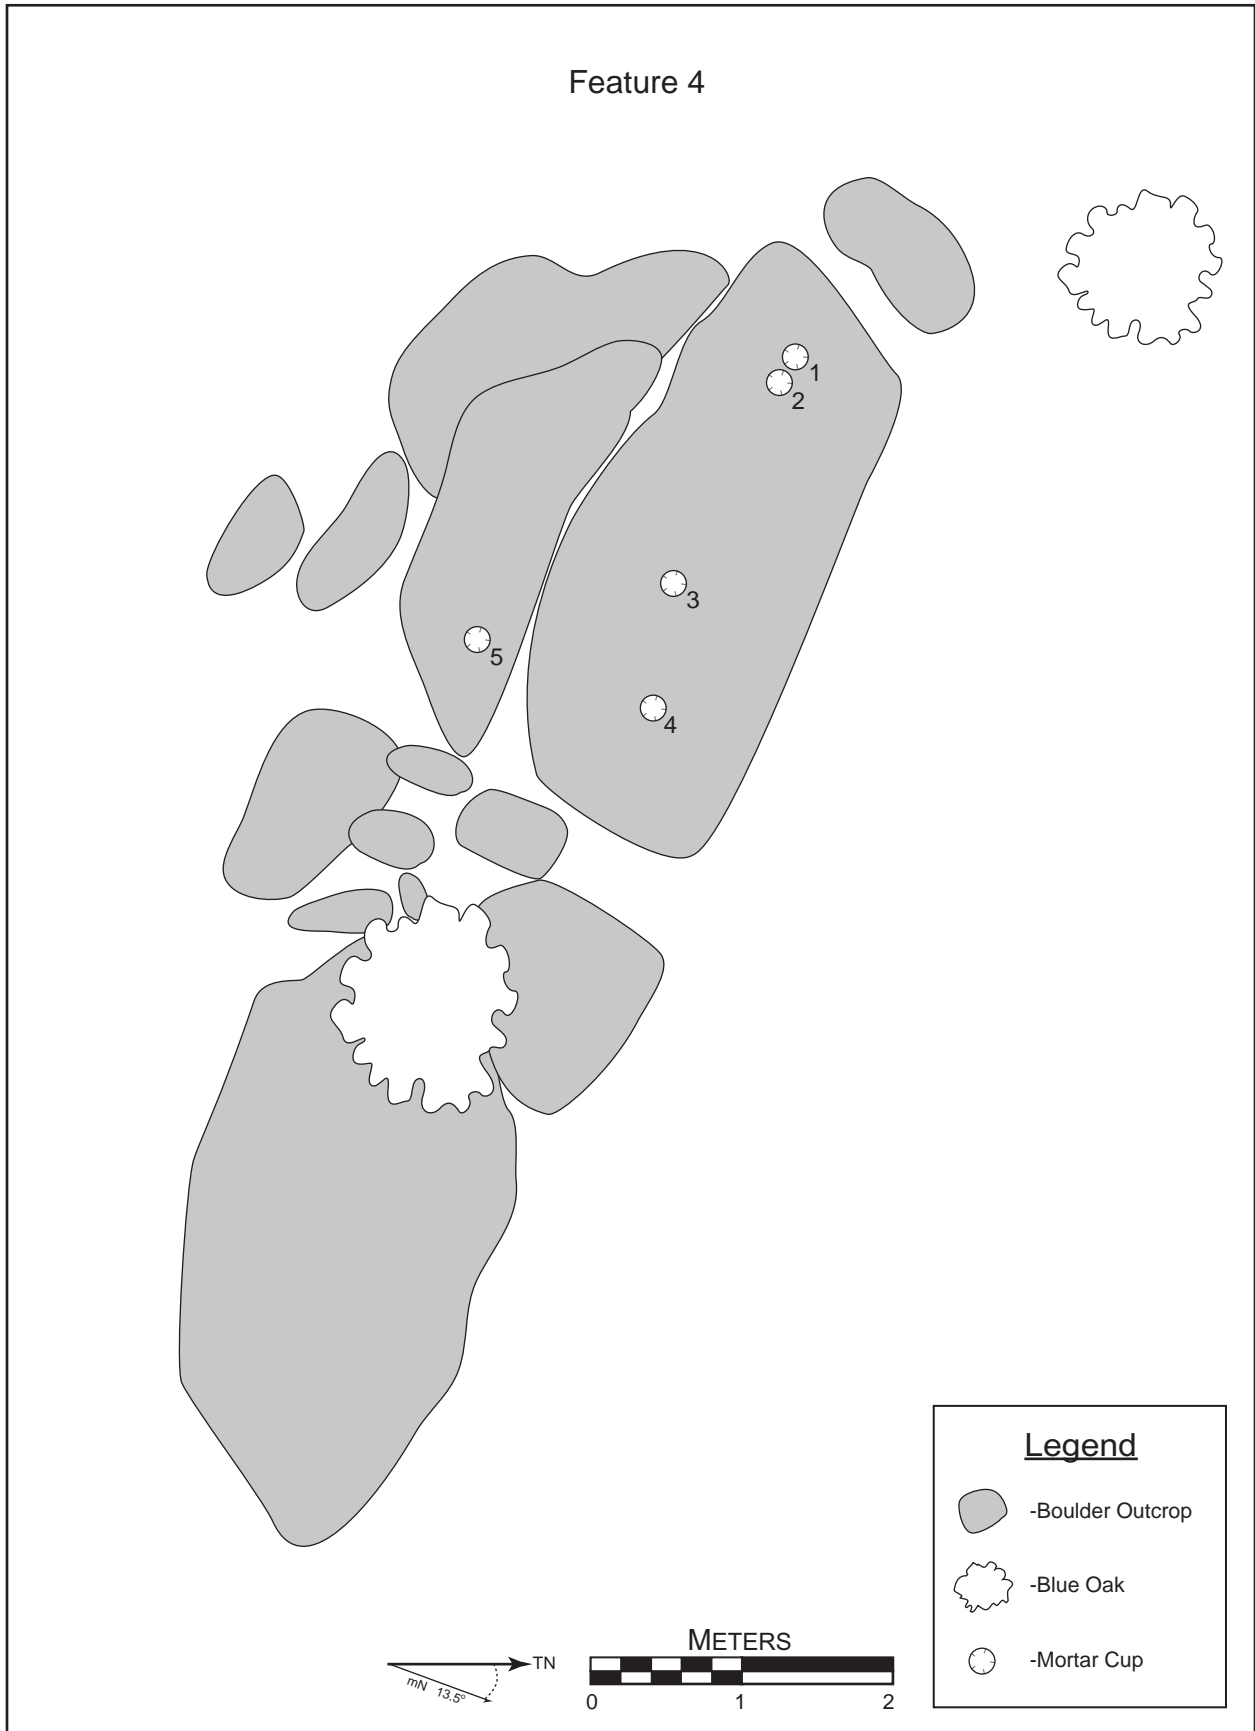 Feature 4
1
2
3
5
4
Legend
-Boulder Outcrop
-Blue Oak
-Mortar Cup
METERS
TN
mN 13.5°
0 1 2